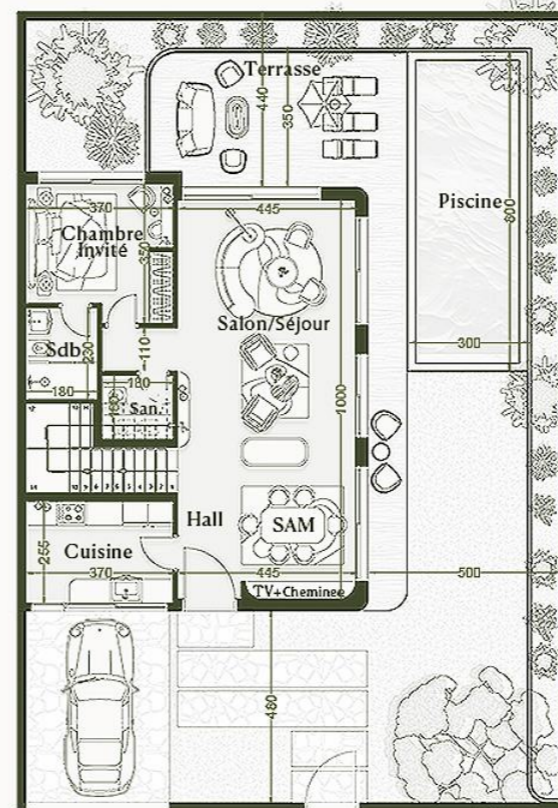 Terrasse
440
350
Piscine
800
300
370
445
Chambre
Invité
350
Salon/Séjour
110
Sdb
230
180
180
San.
1000
Hall
SAM
Cuisine
255
370
445
500
TV+Cheminee
480